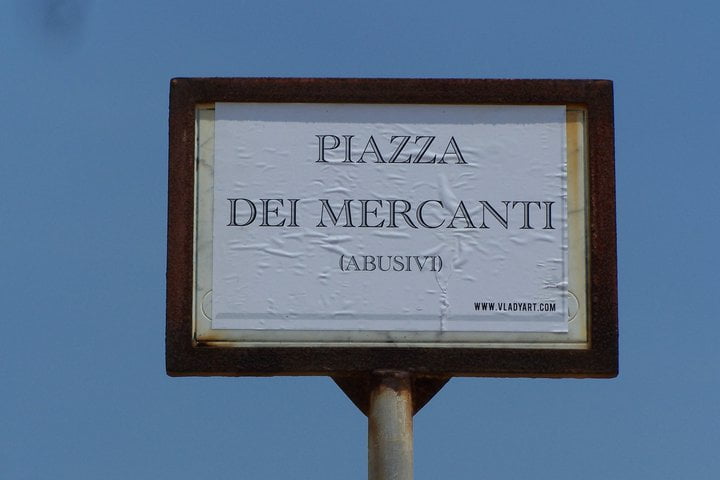 PIAZZA
DEI MERCANTI
(ABUSIVI)
WWW.VLADYART.COM